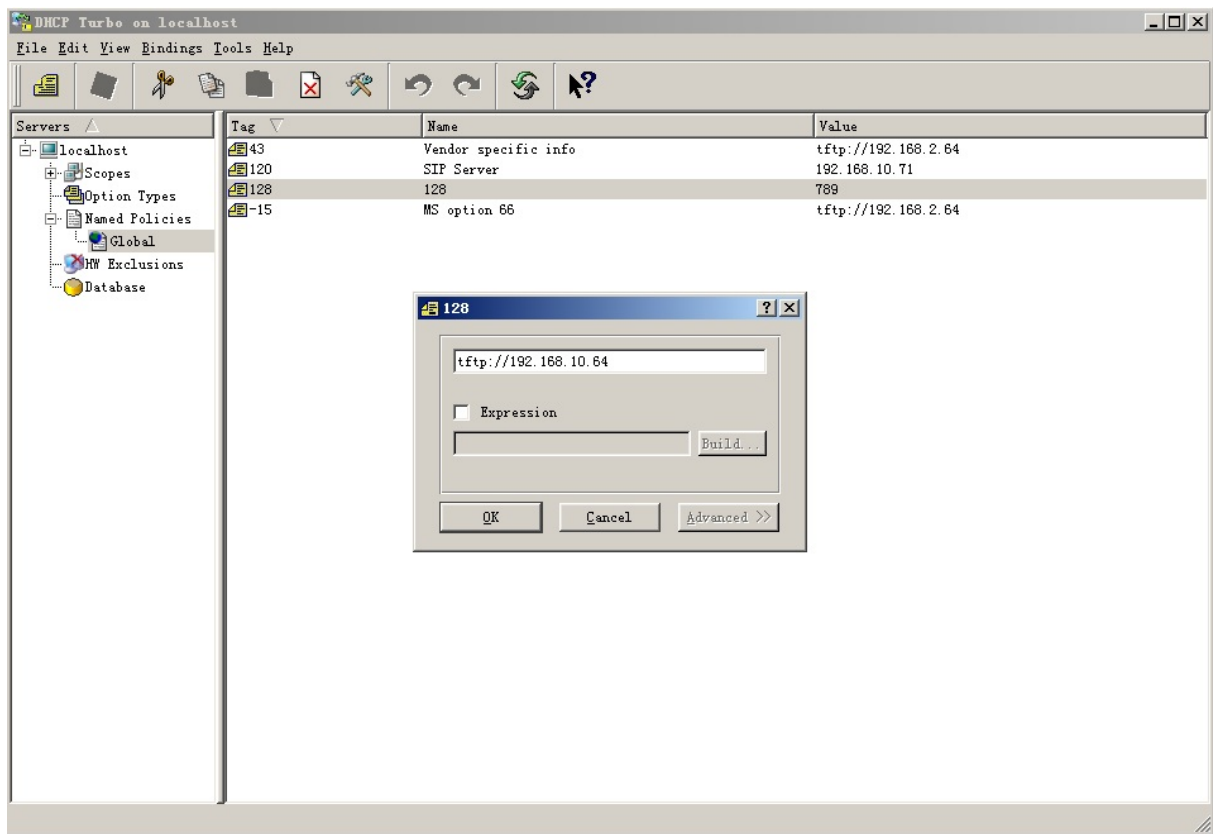 DHCP Turbo on localhost
File Edit View Bindings Tools Help
Servers Tag Name Value
localhost
Scopes
Option Types
Named Policies
Global
HW Exclusions
Database
43 Vendor specific info tftp://192.168.2.64
120 SIP Server 192.168.10.71
128 128 789
-15 MS option 66 tftp://192.168.2.64
128
tftp://192.168.10.64
Expression
Build...
OK Cancel Advanced >>